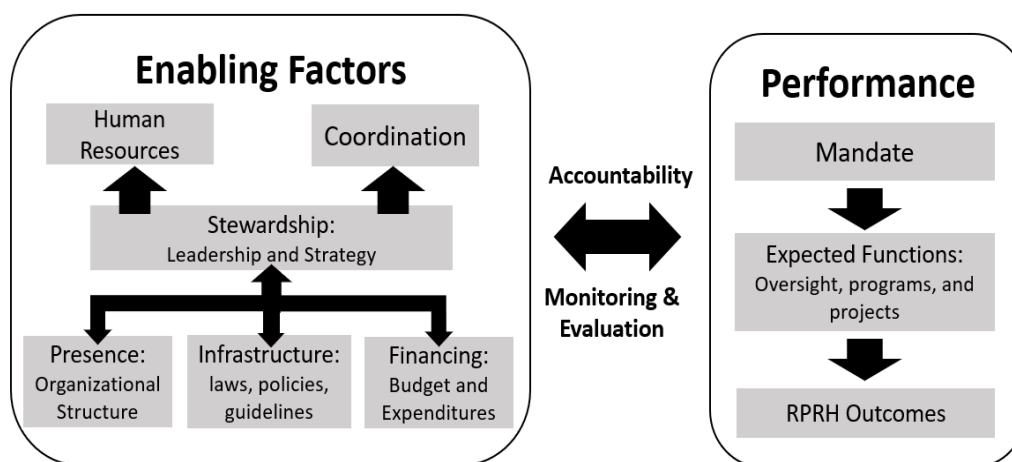 Enabling Factors
Human
Resources
Coordination
Stewardship:
Leadership and Strategy
Presence:
Organizational
Structure
Infrastructure:
laws, policies,
guidelines
Financing:
Budget and
Expenditures
Accountability
Monitoring &
Evaluation
Performance
Mandate
Expected Functions:
Oversight, programs, and
projects
RPRH Outcomes